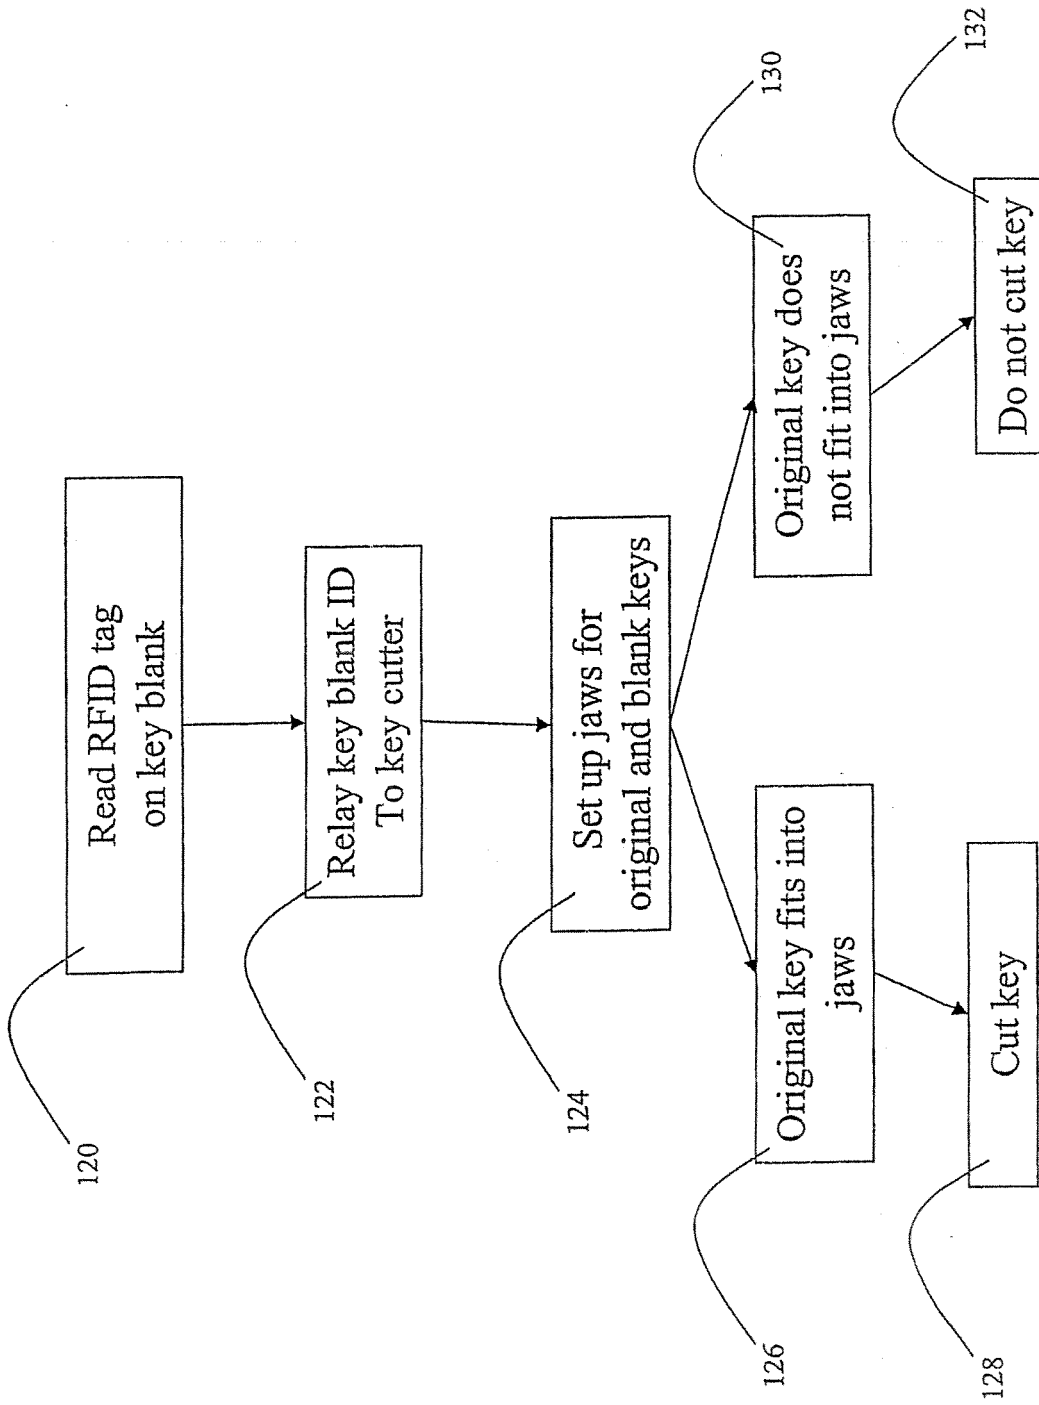 Read RFID tag
on key blank
120
Relay key blank ID
To key cutter
122
Set up jaws for
original and blank keys
124
Original key fits into
jaws
126
Original key does
not fit into jaws
130
Cut key
128
Do not cut key
132